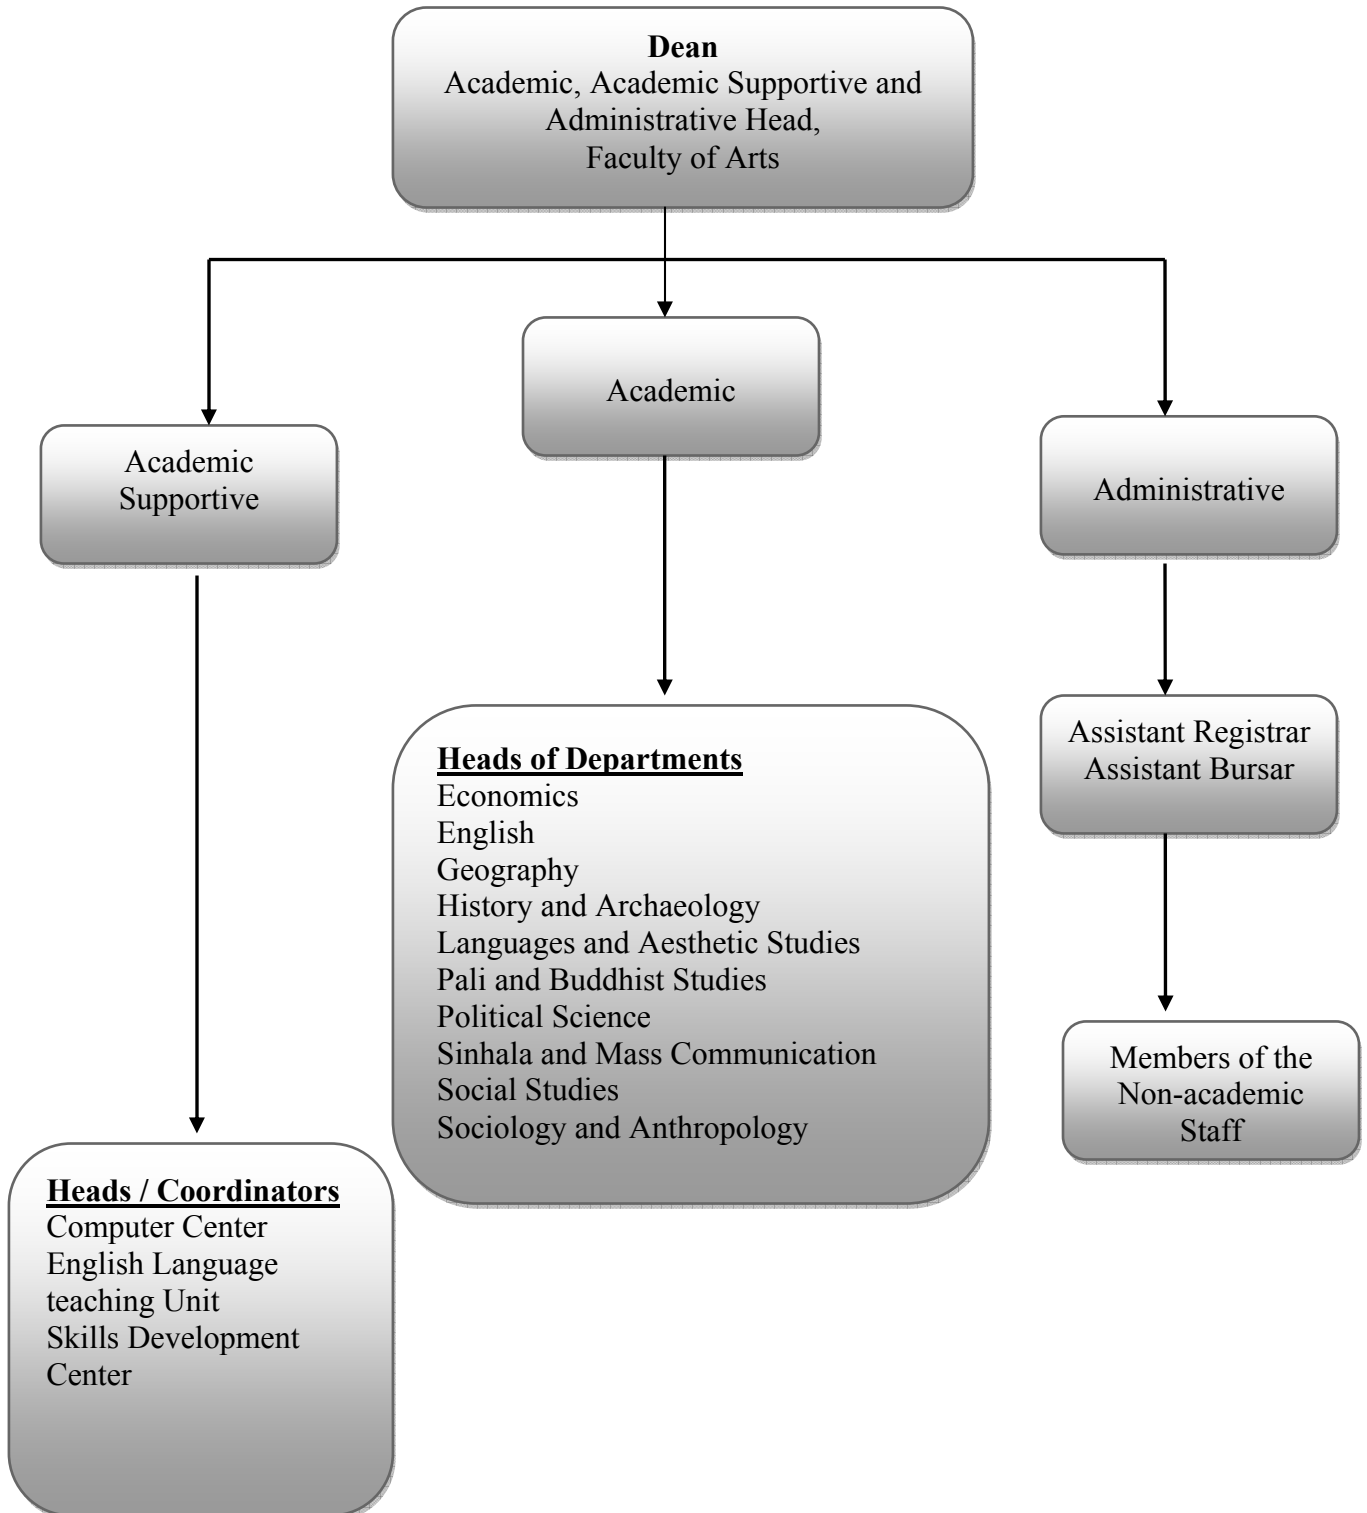 Dean
Academic, Academic Supportive and
Administrative Head,
Faculty of Arts
Academic
Academic
Supportive
Administrative
Assistant Registrar
Assistant Bursar
Heads of Departments
Economics
English
Geography
History and Archaeology
Languages and Aesthetic Studies
Pali and Buddhist Studies
Political Science
Sinhala and Mass Communication
Social Studies
Sociology and Anthropology
Members of the
Non-academic
Staff
Heads / Coordinators
Computer Center
English Language
teaching Unit
Skills Development
Center